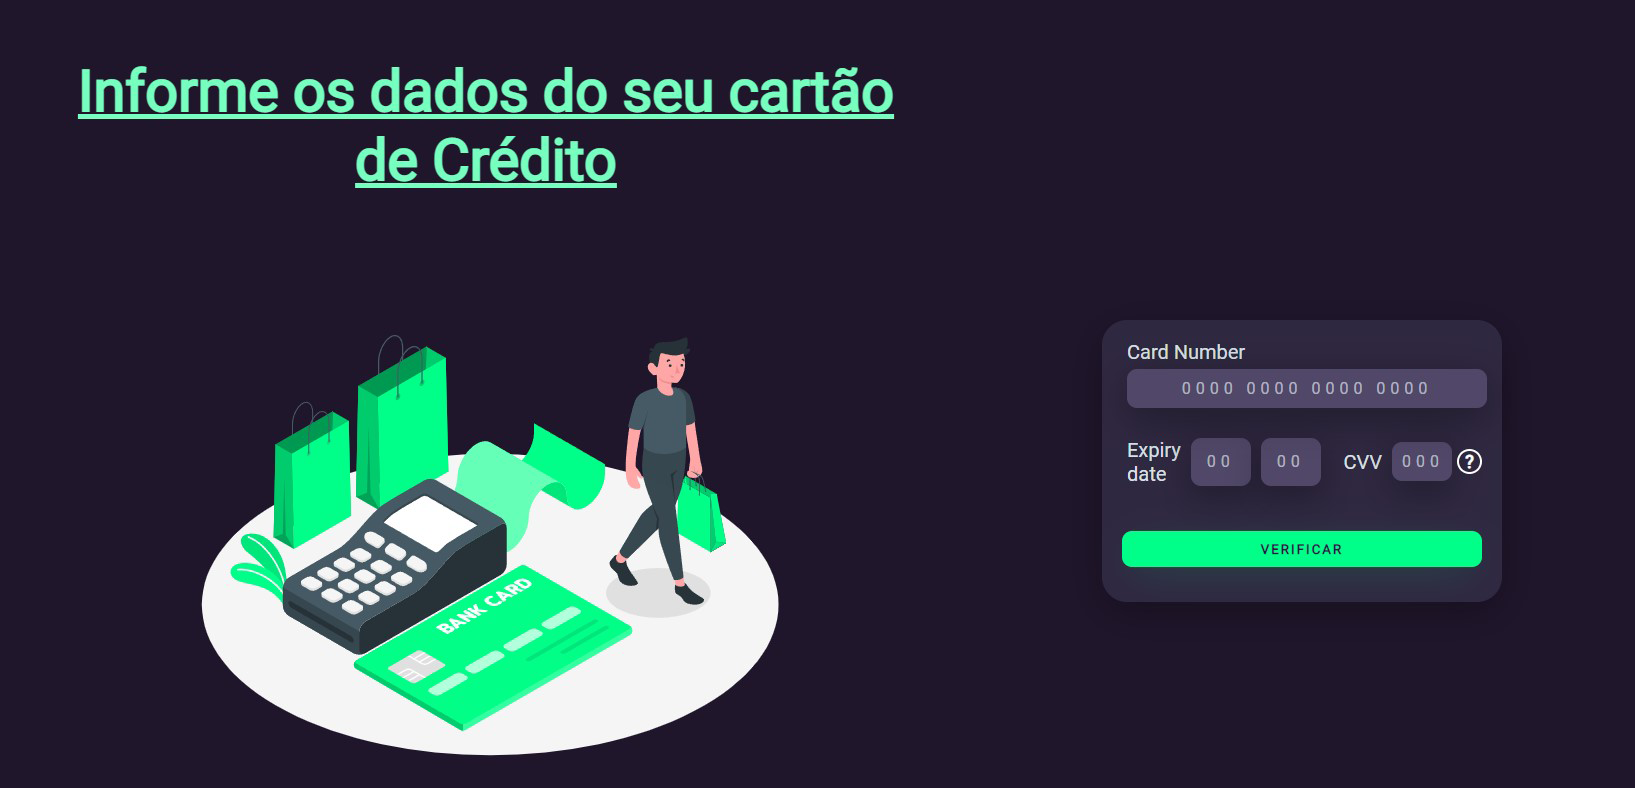 Informe os dados do seu cartão
de Crédito
BANK CARD
Card Number
0000 0000 0000 0000
Expiry
date
00 00 CVV 000 ?
VERIFICAR